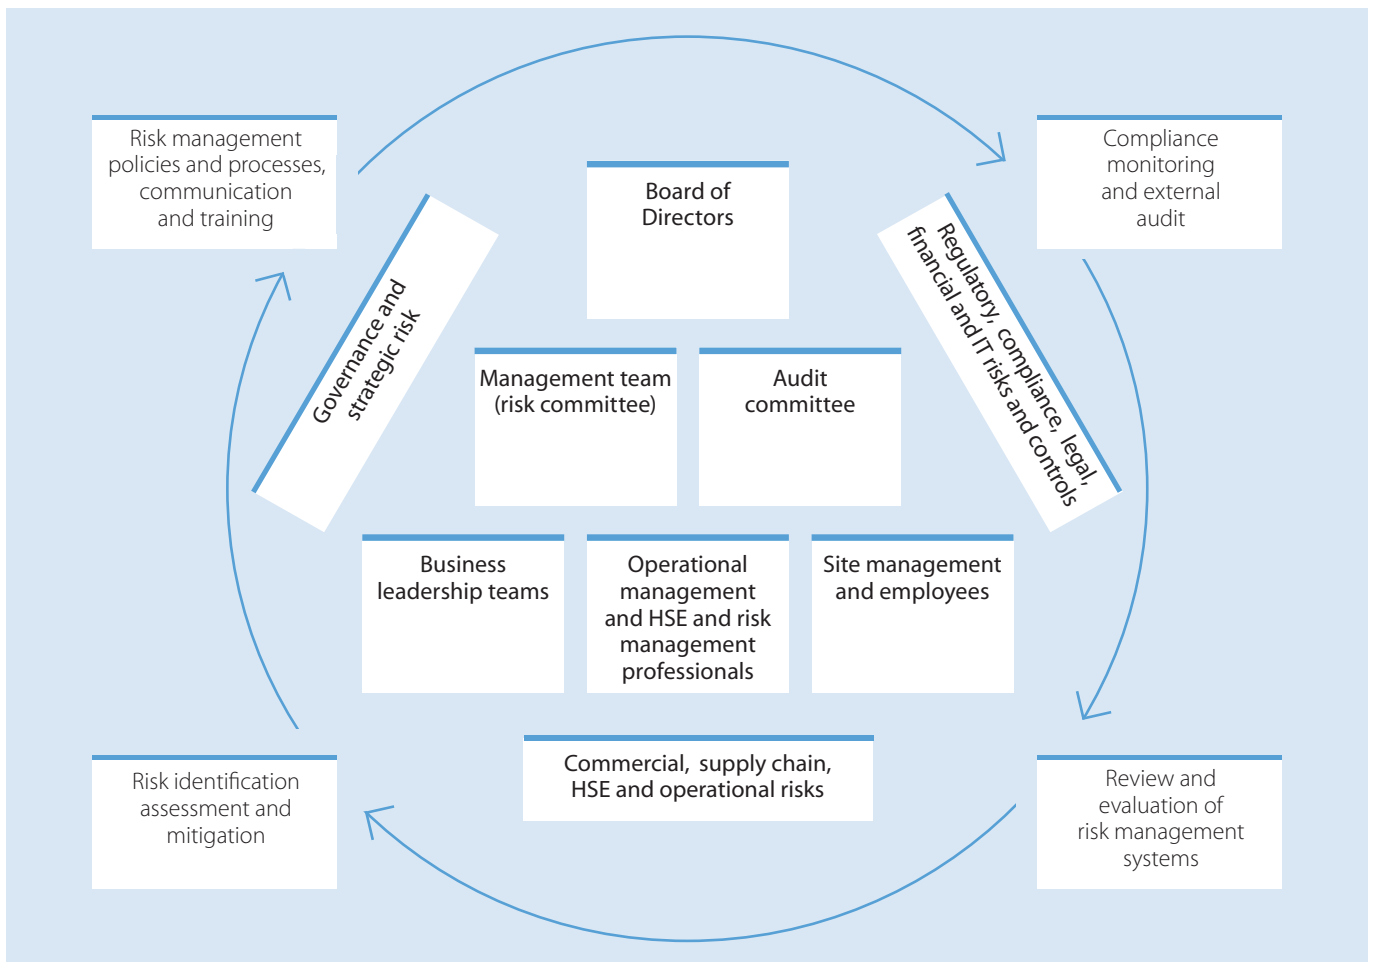 Risk management
policies and processes,
communication
and training
Compliance
monitoring
and external
audit
Board of
Directors
Governance and
strategic risk
Regulatory, compliance, legal,
financial and IT risks and controls
Management team
(risk committee)
Audit
committee
Business
leadership teams
Operational
management
and HSE and risk
management
professionals
Site management
and employees
Commercial, supply chain,
HSE and operational risks
Risk identification
assessment and
mitigation
Review and
evaluation of
risk management
systems